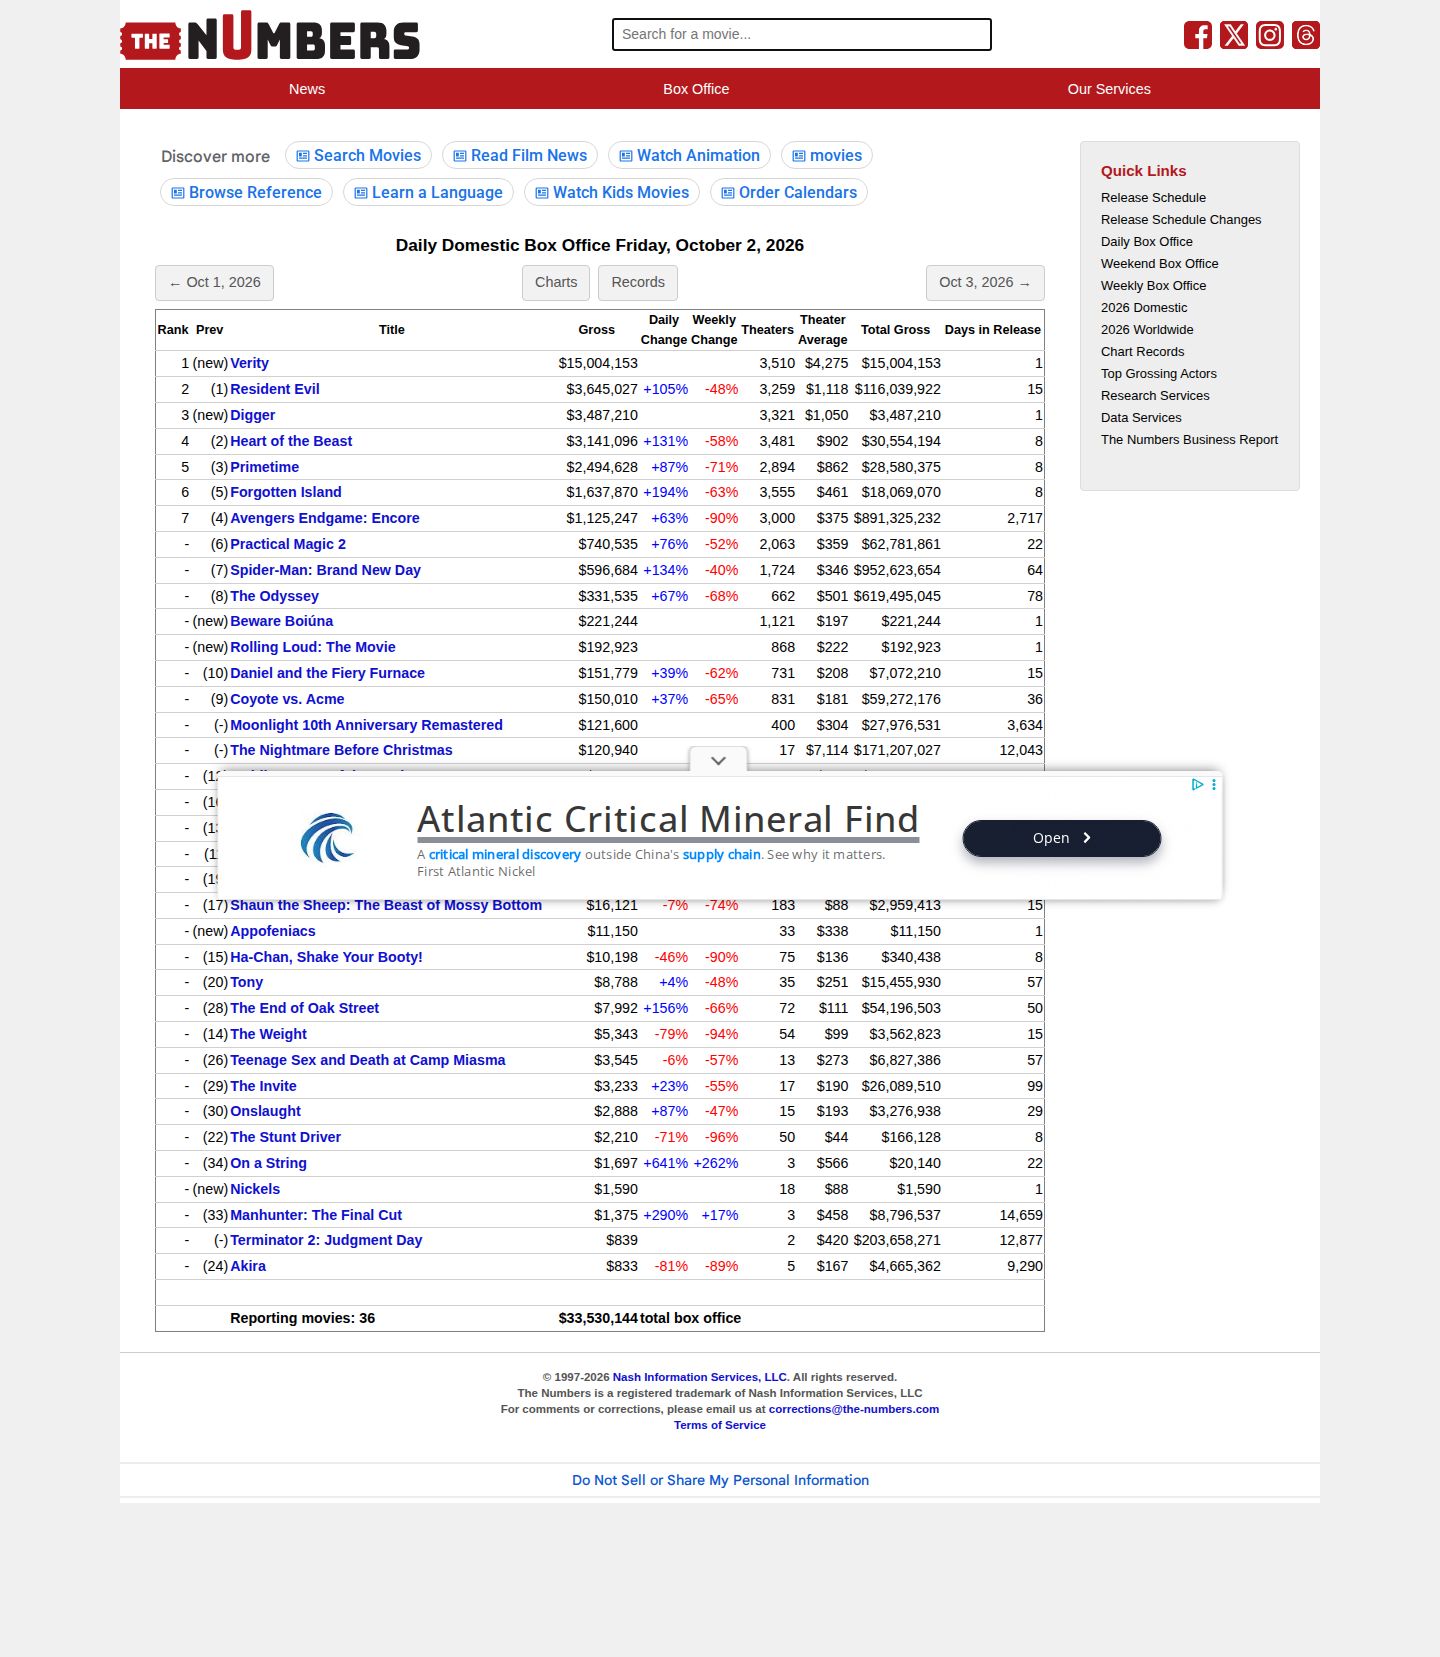 THE NUMBERS
Search for a movie...
News Box Office Our Services
Discover more Search Movies Read Film News Watch Animation movies
Browse Reference Learn a Language Watch Kids Movies Order Calendars
Quick Links
Release Schedule
Release Schedule Changes
Daily Box Office
Weekend Box Office
Weekly Box Office
2026 Domestic
2026 Worldwide
Chart Records
Top Grossing Actors
Research Services
Data Services
The Numbers Business Report
Daily Domestic Box Office Friday, October 2, 2026
← Oct 1, 2026 Charts Records Oct 3, 2026 →
Rank Prev Title Gross Daily Change Weekly Change Theaters Theater Average Total Gross Days in Release
1 (new) Verity $15,004,153 3,510 $4,275 $15,004,153 1
2 (1) Resident Evil $3,645,027 +105% -48% 3,259 $1,118 $116,039,922 15
3 (new) Digger $3,487,210 3,321 $1,050 $3,487,210 1
4 (2) Heart of the Beast $3,141,096 +131% -58% 3,481 $902 $30,554,194 8
5 (3) Primetime $2,494,628 +87% -71% 2,894 $862 $28,580,375 8
6 (5) Forgotten Island $1,637,870 +194% -63% 3,555 $461 $18,069,070 8
7 (4) Avengers Endgame: Encore $1,125,247 +63% -90% 3,000 $375 $891,325,232 2,717
- (6) Practical Magic 2 $740,535 +76% -52% 2,063 $359 $62,781,861 22
- (7) Spider-Man: Brand New Day $596,684 +134% -40% 1,724 $346 $952,623,654 64
- (8) The Odyssey $331,535 +67% -68% 662 $501 $619,495,045 78
- (new) Beware Boiúna $221,244 1,121 $197 $221,244 1
- (new) Rolling Loud: The Movie $192,923 868 $222 $192,923 1
- (10) Daniel and the Fiery Furnace $151,779 +39% -62% 731 $208 $7,072,210 15
- (9) Coyote vs. Acme $150,010 +37% -65% 831 $181 $59,272,176 36
- (-) Moonlight 10th Anniversary Remastered $121,600 400 $304 $27,976,531 3,634
- (-) The Nightmare Before Christmas $120,940 17 $7,114 $171,207,027 12,043
-
-
-
-
-
Atlantic Critical Mineral Find
A critical mineral discovery outside China's supply chain. See why it matters.
First Atlantic Nickel
Open
- (17) Shaun the Sheep: The Beast of Mossy Bottom $16,121 -7% -74% 183 $88 $2,959,413 15
- (new) Appofeniacs $11,150 33 $338 $11,150 1
- (15) Ha-Chan, Shake Your Booty! $10,198 -46% -90% 75 $136 $340,438 8
- (20) Tony $8,788 +4% -48% 35 $251 $15,455,930 57
- (28) The End of Oak Street $7,992 +156% -66% 72 $111 $54,196,503 50
- (14) The Weight $5,343 -79% -94% 54 $99 $3,562,823 15
- (26) Teenage Sex and Death at Camp Miasma $3,545 -6% -57% 13 $273 $6,827,386 57
- (29) The Invite $3,233 +23% -55% 17 $190 $26,089,510 99
- (30) Onslaught $2,888 +87% -47% 15 $193 $3,276,938 29
- (22) The Stunt Driver $2,210 -71% -96% 50 $44 $166,128 8
- (34) On a String $1,697 +641% +262% 3 $566 $20,140 22
- (new) Nickels $1,590 18 $88 $1,590 1
- (33) Manhunter: The Final Cut $1,375 +290% +17% 3 $458 $8,796,537 14,659
- (-) Terminator 2: Judgment Day $839 2 $420 $203,658,271 12,877
- (24) Akira $833 -81% -89% 5 $167 $4,665,362 9,290
Reporting movies: 36 $33,530,144 total box office
© 1997-2026 Nash Information Services, LLC. All rights reserved.
The Numbers is a registered trademark of Nash Information Services, LLC
For comments or corrections, please email us at corrections@the-numbers.com
Terms of Service
Do Not Sell or Share My Personal Information